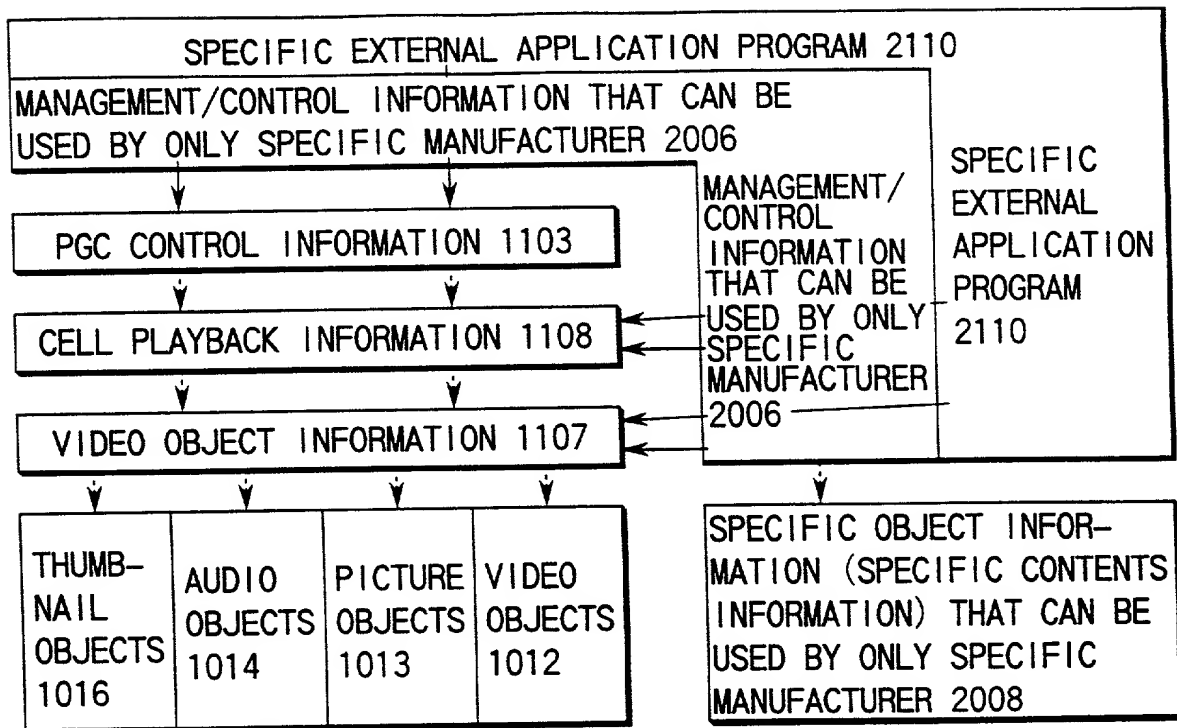 SPECIFIC EXTERNAL APPLICATION PROGRAM 2110
MANAGEMENT/CONTROL INFORMATION THAT CAN BE
USED BY ONLY SPECIFIC MANUFACTURER 2006
PGC CONTROL INFORMATION 1103
CELL PLAYBACK INFORMATION 1108
VIDEO OBJECT INFORMATION 1107
MANAGEMENT/
CONTROL
INFORMATION
THAT CAN BE
USED BY ONLY
SPECIFIC
MANUFACTURER
2006
SPECIFIC
EXTERNAL
APPLICATION
PROGRAM
2110
THUMB-
NAIL
OBJECTS
1016
AUDIO
OBJECTS
1014
PICTURE
OBJECTS
1013
VIDEO
OBJECTS
1012
SPECIFIC OBJECT INFOR-
MATION (SPECIFIC CONTENTS
INFORMATION) THAT CAN BE
USED BY ONLY SPECIFIC
MANUFACTURER 2008